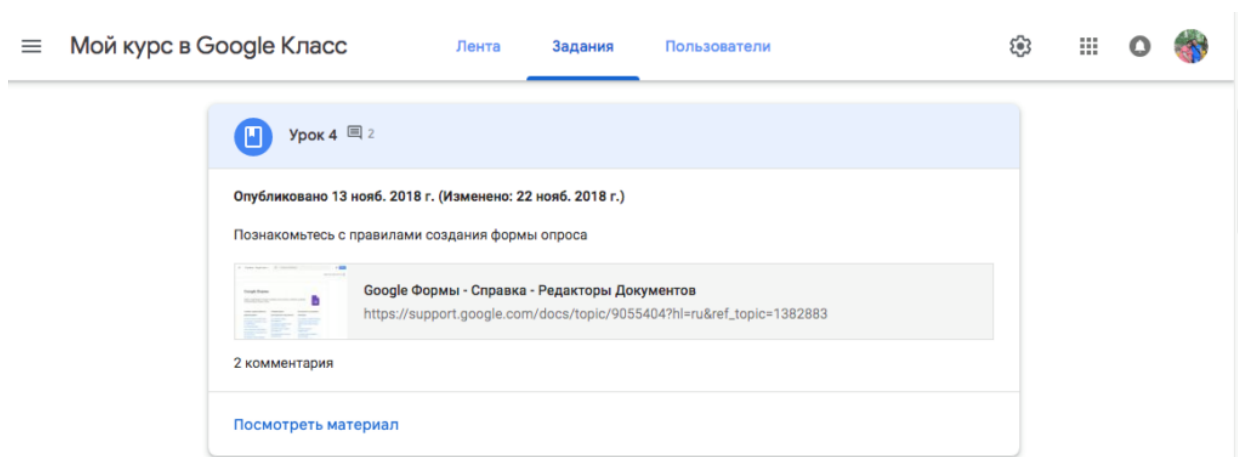 Мой курс в Google Класс
Лента
Задания
Пользователи
Урок 4 2
Опубликовано 13 нояб. 2018 г. (Изменено: 22 нояб. 2018 г.)
Познакомьтесь с правилами создания формы опроса
Google Формы - Справка - Редакторы Документов
https://support.google.com/docs/topic/9055404?hl=ru&ref_topic=1382883
2 комментария
Посмотреть материал